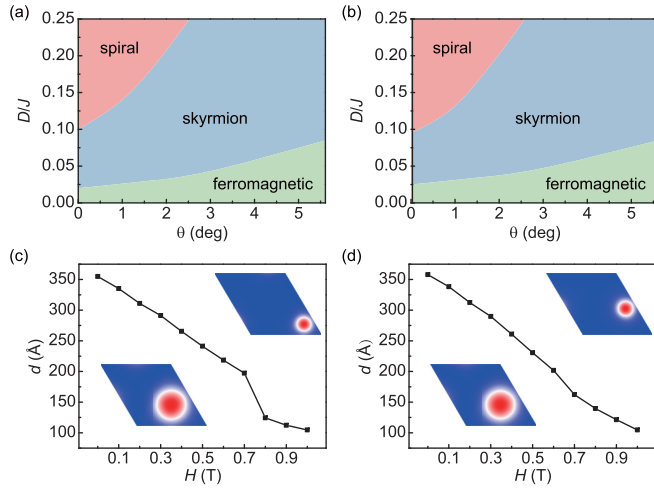 (a)
(b)
0.25
0.20
0.15
0.10
0.05
0.00
D/J
spiral
skyrmion
ferromagnetic
0 1 2 3 4 5
θ (deg)
0.25
0.20
0.15
0.10
0.05
0.00
D/J
spiral
skyrmion
ferromagnetic
0 1 2 3 4 5
θ (deg)
(c)
(d)
350
300
250
200
150
100
d (Å)
0.1 0.3 0.5 0.7 0.9
H (T)
350
300
250
200
150
100
d (Å)
0.1 0.3 0.5 0.7 0.9
H (T)